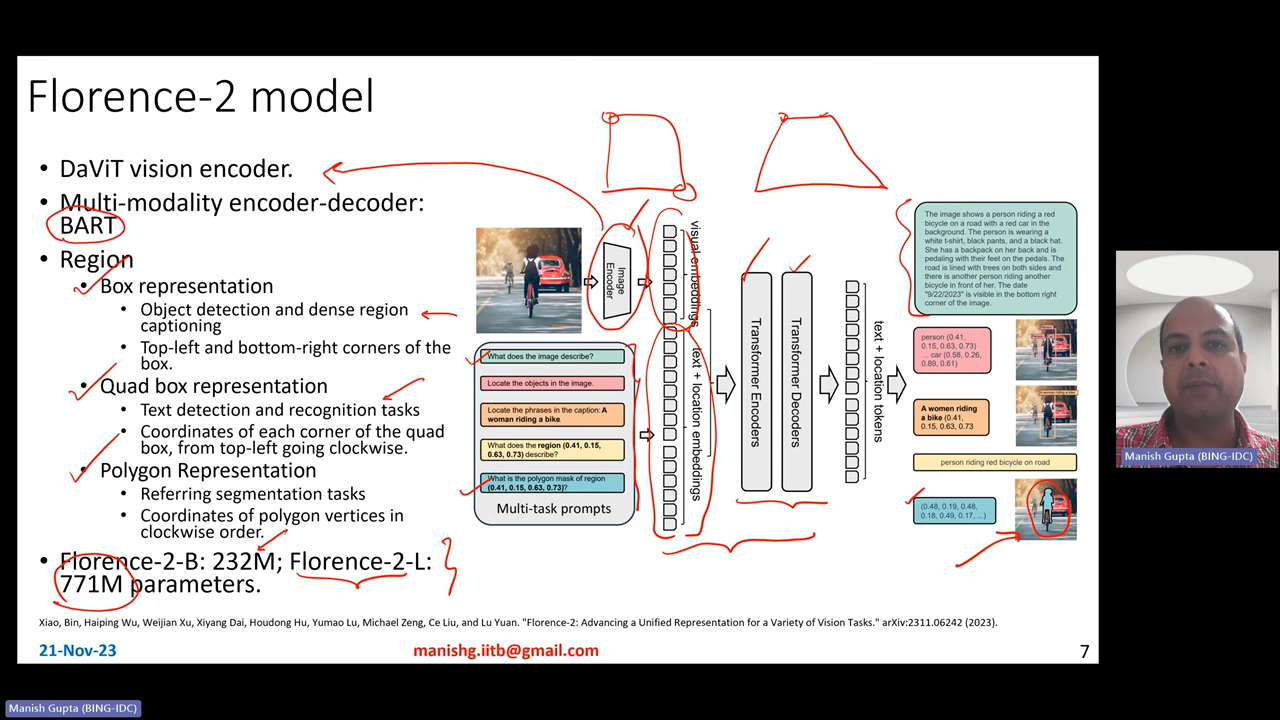 Florence-2 model
• DaViT vision encoder.
• Multi-modality encoder-decoder:
BART
• Region
• Box representation
• Object detection and dense region
captioning
• Top-left and bottom-right corners of the
box.
• Quad box representation
• Text detection and recognition tasks
• Coordinates of each corner of the quad
box, from top-left going clockwise.
• Polygon Representation
• Referring segmentation tasks
• Coordinates of polygon vertices in
clockwise order.
• Florence-2-B: 232M; Florence-2-L:
771M parameters.
Image
Encoder
visual embeddings
text + location embeddings
What does the image describe?
Locate the objects in the image.
Locate the phrases in the caption: A
woman riding a bike.
What does the region (0.41, 0.15,
0.63, 0.73) describe?
What is the polygon mask of region
(0.41, 0.15, 0.63, 0.73)?
Multi-task prompts
Transformer Encoders
Transformer Decoders
text + location tokens
The image shows a person riding a red
bicycle on a road with a red car in the
background. The person is wearing a
white t-shirt, black pants, and a black hat.
She has a backpack on her back and is
pedaling with their feet on the pedals. The
road is lined with trees on both sides and
there is another person riding another
bicycle in front of her. The date
"9/22/2023" is visible in the bottom right
corner of the image.
person (0.41,
0.15, 0.63, 0.73)
... car (0.58, 0.26,
0.89, 0.61)
A women riding
a bike (0.41,
0.15, 0.63, 0.73
person riding red bicycle on road
(0.48, 0.19, 0.48,
0.18, 0.49, 0.17, ...)
Xiao, Bin, Haiping Wu, Weijian Xu, Xiyang Dai, Houdong Hu, Yumao Lu, Michael Zeng, Ce Liu, and Lu Yuan. "Florence-2: Advancing a Unified Representation for a Variety of Vision Tasks." arXiv:2311.06242 (2023).
21-Nov-23
manishg.iitb@gmail.com
7
Manish Gupta (BING-IDC)
Manish Gupta (BING-IDC)